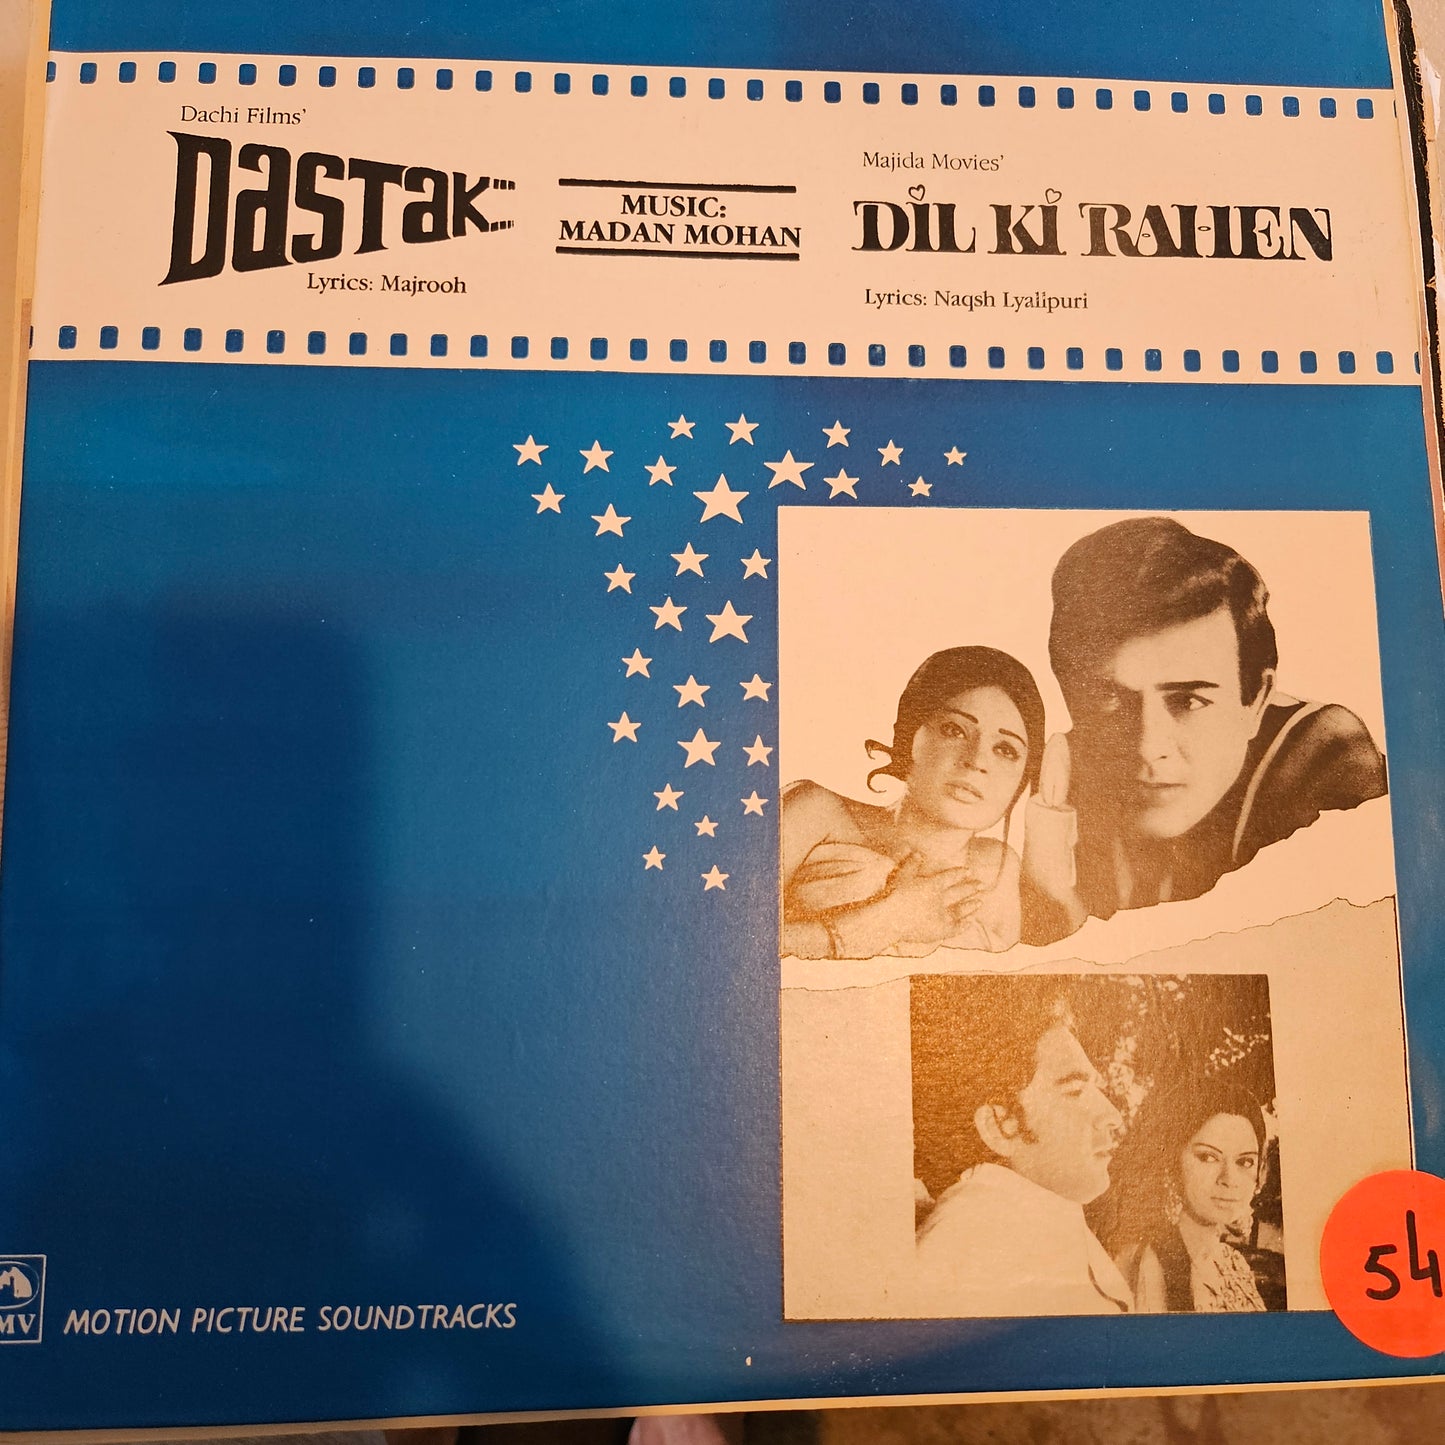 Dachi Films'
DASTAK...
Lyrics: Majrooh
MUSIC:
MADAN MOHAN
Majida Movies'
DIL KI RAHEN
Lyrics: Naqsh Lyallpuri
MV
MOTION PICTURE SOUNDTRACKS
54